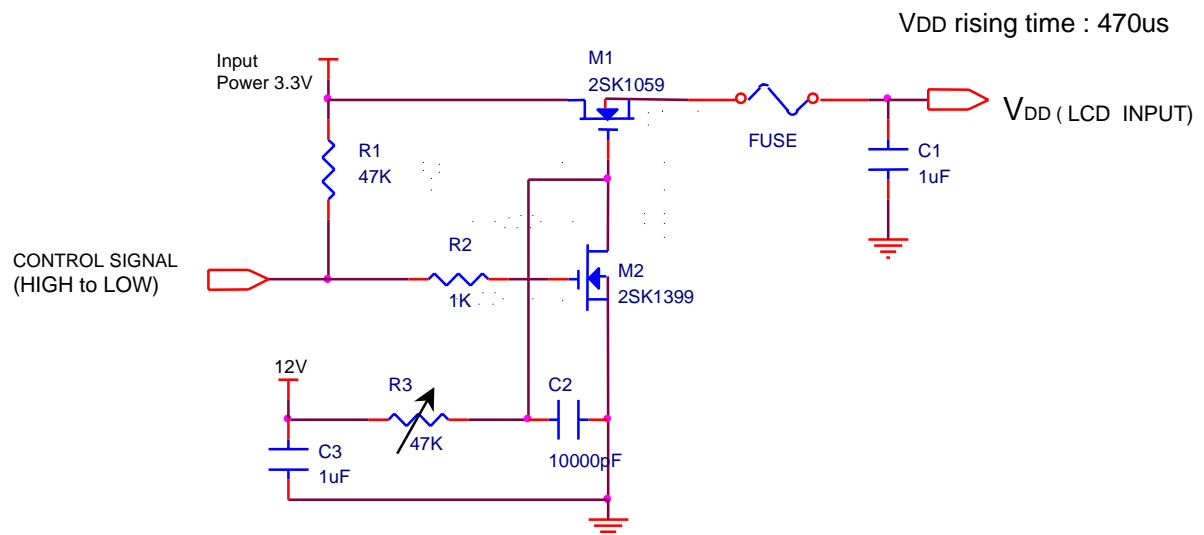 VDD rising time : 470us
Input
Power 3.3V
M1
2SK1059
FUSE
VDD ( LCD INPUT)
R1
47K
C1
1uF
CONTROL SIGNAL
(HIGH to LOW)
R2
1K
M2
2SK1399
12V
R3
47K
C2
10000pF
C3
1uF